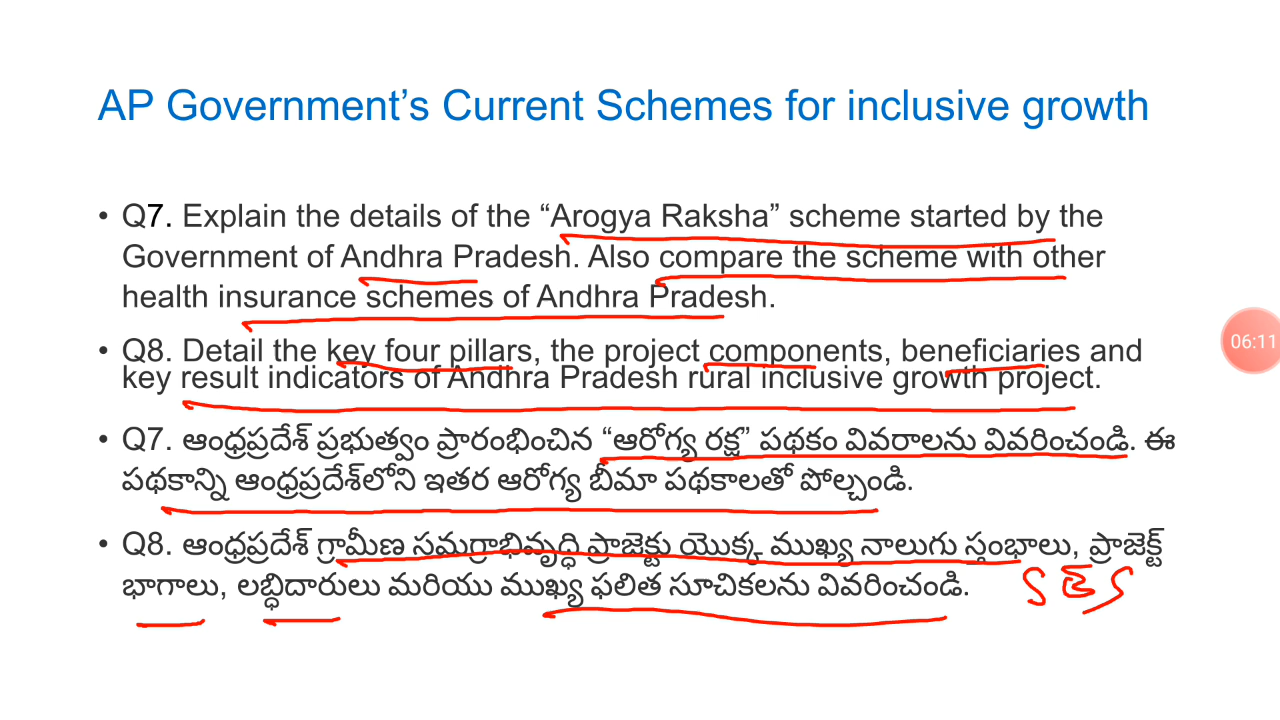 AP Government’s Current Schemes for inclusive growth
• Q7. Explain the details of the “Arogya Raksha” scheme started by the
Government of Andhra Pradesh. Also compare the scheme with other
health insurance schemes of Andhra Pradesh.
• Q8. Detail the key four pillars, the project components, beneficiaries and
key result indicators of Andhra Pradesh rural inclusive growth project.
• Q7. ఆంధ్రప్రదేశ్ ప్రభుత్వం ప్రారంభించిన “ఆరోగ్య రక్ష” పథకం వివరాలను వివరించండి. ఈ
పథకాన్ని ఆంధ్రప్రదేశ్‌లోని ఇతర ఆరోగ్య బీమా పథకాలతో పోల్చండి.
• Q8. ఆంధ్రప్రదేశ్ గ్రామీణ సమగ్రాభివృద్ధి ప్రాజెక్టు యొక్క ముఖ్య నాలుగు స్తంభాలు, ప్రాజెక్ట్
భాగాలు, లబ్ధిదారులు మరియు ముఖ్య ఫలిత సూచికలను వివరించండి.
06:11